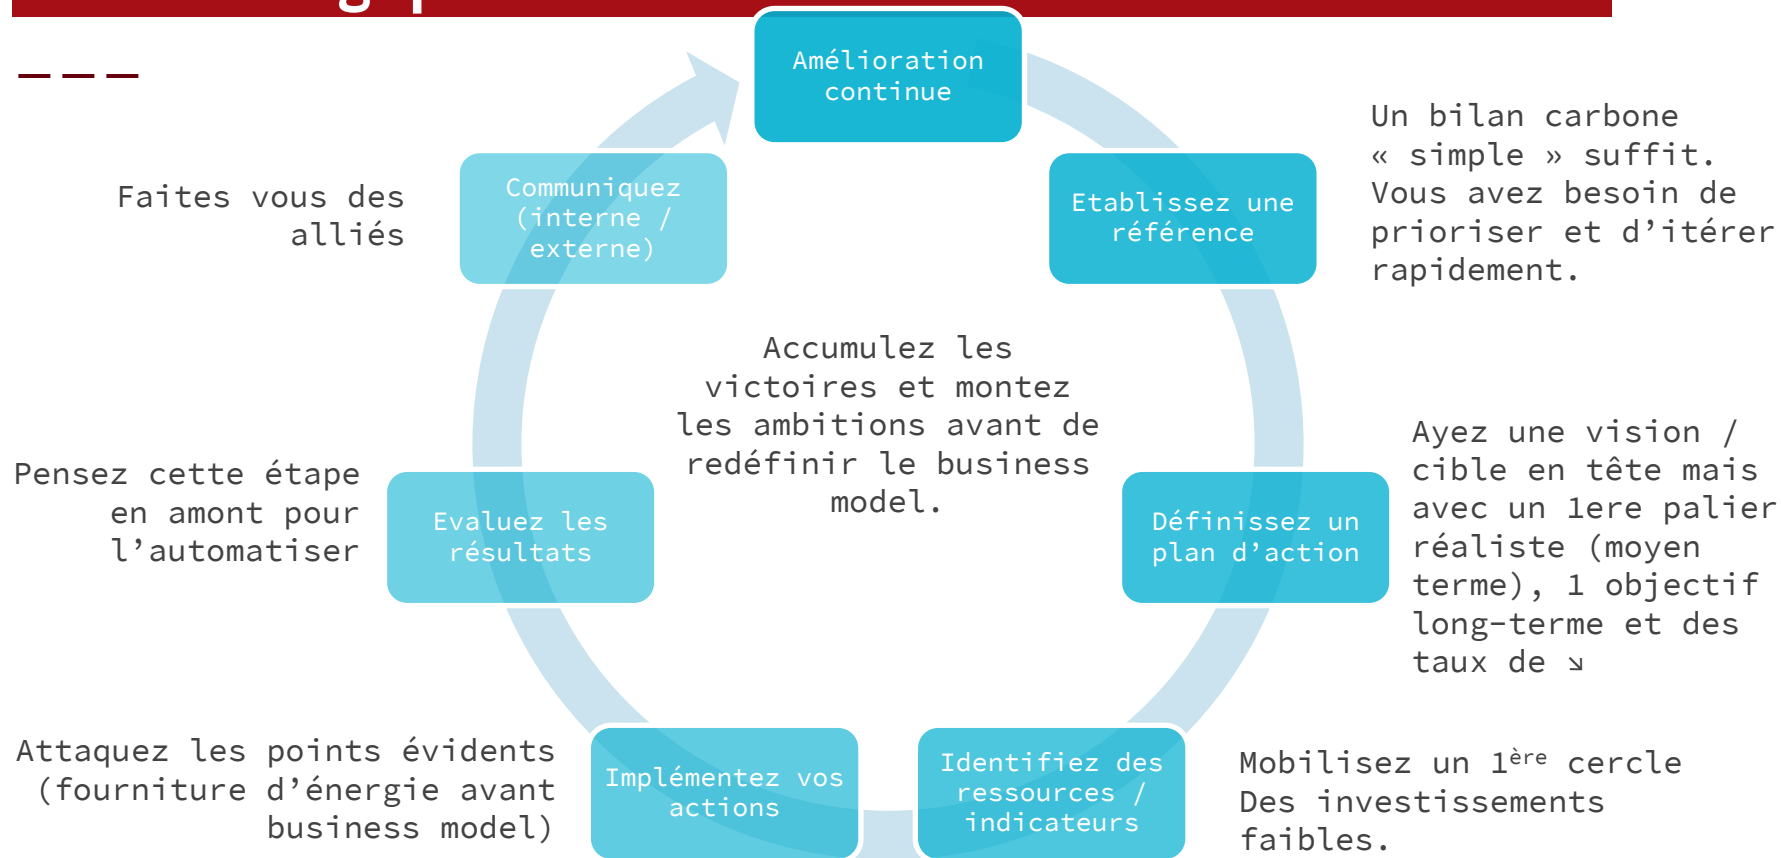 Amélioration
continue
Etablissez une
référence
Un bilan carbone
« simple » suffit.
Vous avez besoin de
prioriser et d’itérer
rapidement.
Définissez un
plan d’action
Ayez une vision /
cible en tête mais
avec un 1ere palier
réaliste (moyen
terme), 1 objectif
long-terme et des
taux de ↘
Identifiez des
ressources /
indicateurs
Mobilisez un 1ère cercle
Des investissements
faibles.
Implémentez vos
actions
Attaquez les points évidents
(fourniture d’énergie avant
business model)
Evaluez les
résultats
Pensez cette étape
en amont pour
l’automatiser
Communiquez
(interne /
externe)
Faites vous des
alliés
Accumulez les
victoires et montez
les ambitions avant de
redéfinir le business
model.